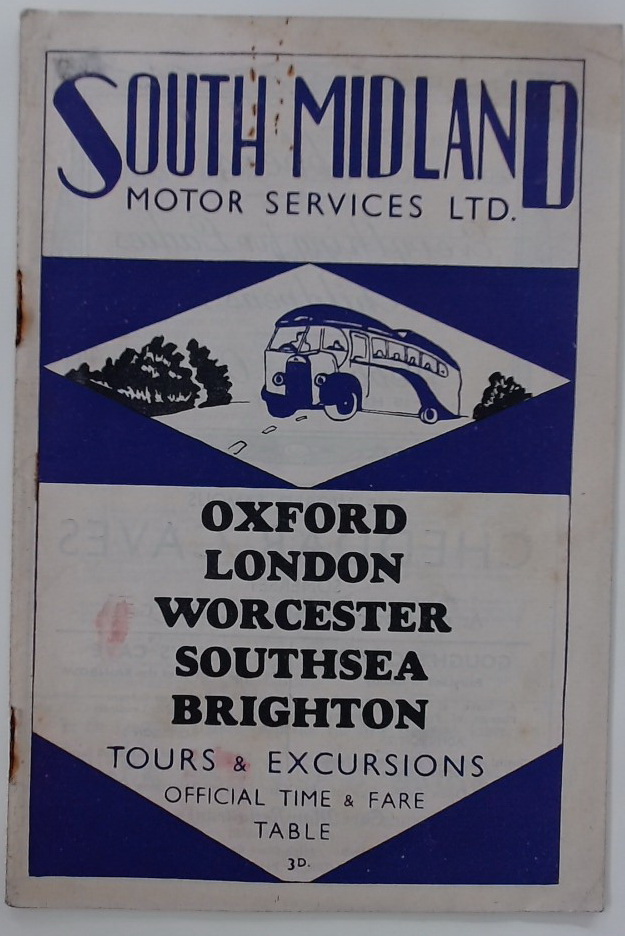 SOUTH MIDLAND
MOTOR SERVICES LTD.
OXFORD
LONDON
WORCESTER
SOUTHSEA
BRIGHTON
TOURS & EXCURSIONS
OFFICIAL TIME & FARE
TABLE
3D.